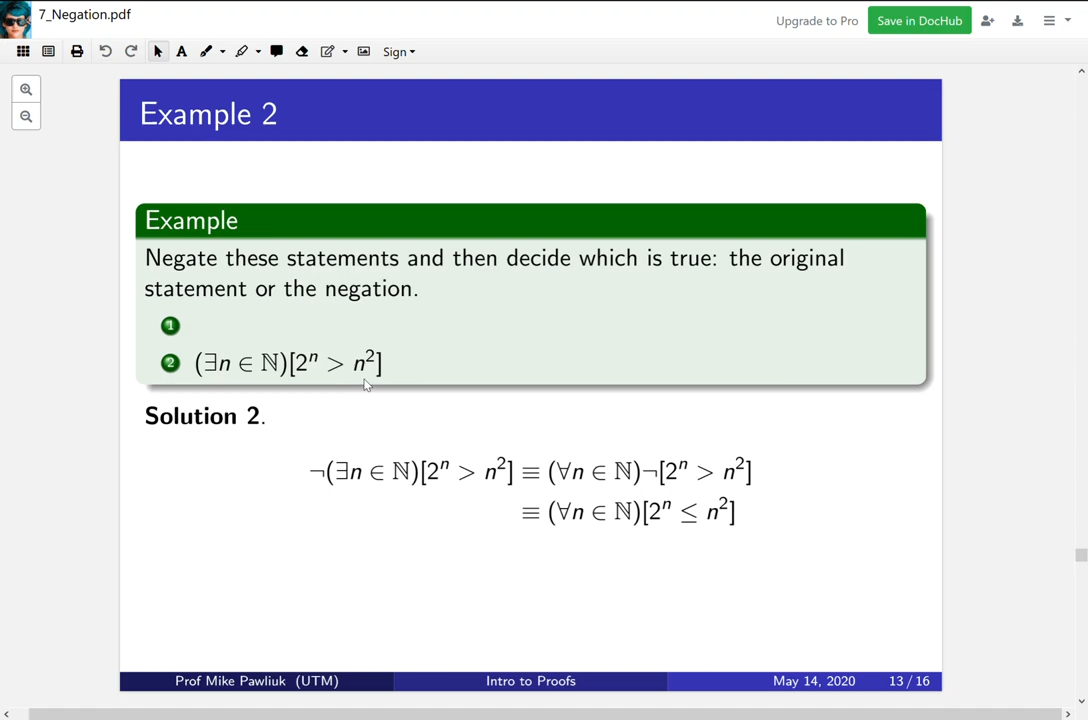 7_Negation.pdf
Upgrade to Pro
Save in DocHub
A
Sign
Example 2
Example
Negate these statements and then decide which is true: the original
statement or the negation.
1
2 (∃n ∈ ℕ)[2ⁿ > n²]
Solution 2.
¬(∃n ∈ ℕ)[2ⁿ > n²] ≡ (∀n ∈ ℕ)¬[2ⁿ > n²]
≡ (∀n ∈ ℕ)[2ⁿ ≤ n²]
Prof Mike Pawliuk (UTM) Intro to Proofs May 14, 2020 13 / 16